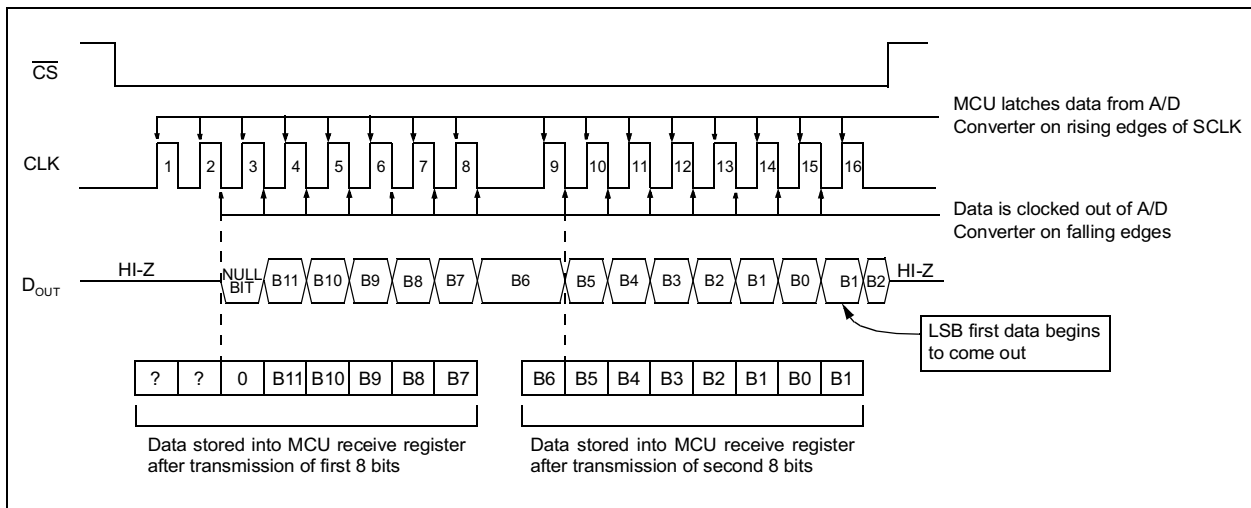 CS
MCU latches data from A/D
Converter on rising edges of SCLK
CLK
1 2 3 4 5 6 7 8 9 10 11 12 13 14 15 16
Data is clocked out of A/D
Converter on falling edges
HI-Z
DOUT
NULL
BIT
B11 B10 B9 B8 B7 B6 B5 B4 B3 B2 B1 B0 B1 B2
HI-Z
LSB first data begins
to come out
? ? 0 B11 B10 B9 B8 B7
B6 B5 B4 B3 B2 B1 B0 B1
Data stored into MCU receive register
after transmission of first 8 bits
Data stored into MCU receive register
after transmission of second 8 bits